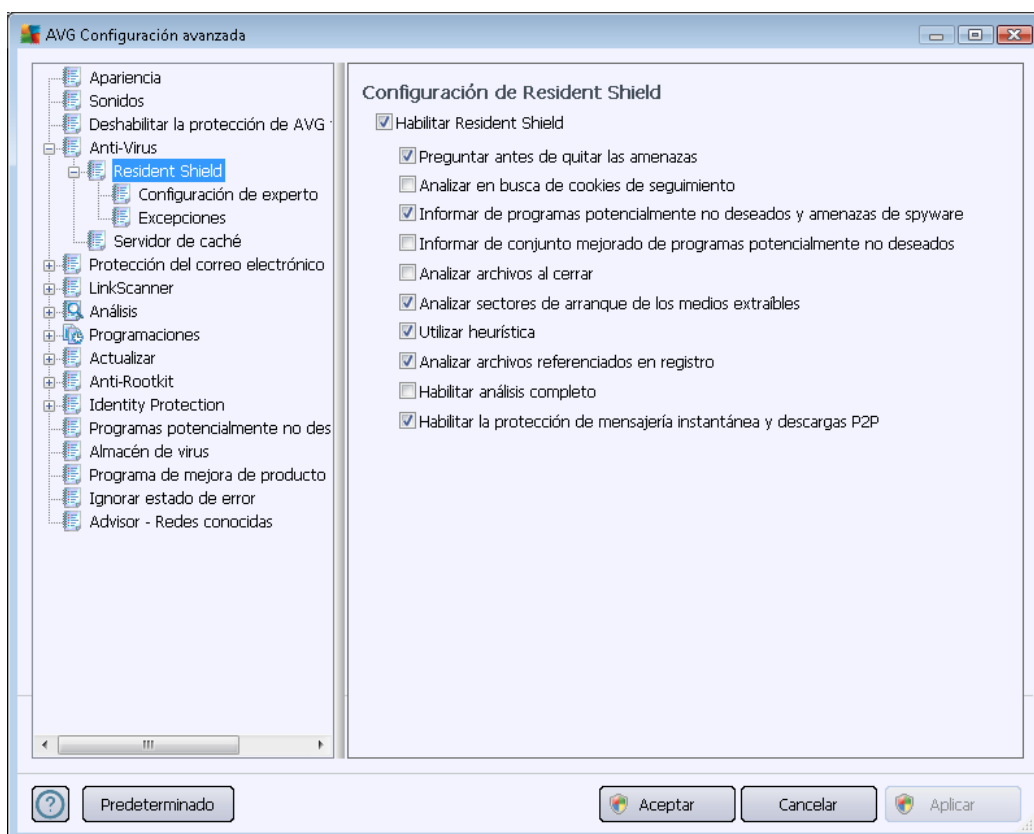 AVG Configuración avanzada
Apariencia
Sonidos
Deshabilitar la protección de AVG
Anti-Virus
Resident Shield
Configuración de experto
Excepciones
Servidor de caché
Protección del correo electrónico
LinkScanner
Análisis
Programaciones
Actualizar
Anti-Rootkit
Identity Protection
Programas potencialmente no des
Almacén de virus
Programa de mejora de producto
Ignorar estado de error
Advisor - Redes conocidas
Configuración de Resident Shield
Habilitar Resident Shield
Preguntar antes de quitar las amenazas
Analizar en busca de cookies de seguimiento
Informar de programas potencialmente no deseados y amenazas de spyware
Informar de conjunto mejorado de programas potencialmente no deseados
Analizar archivos al cerrar
Analizar sectores de arranque de los medios extraíbles
Utilizar heurística
Analizar archivos referenciados en registro
Habilitar análisis completo
Habilitar la protección de mensajería instantánea y descargas P2P
Predeterminado
Aceptar
Cancelar
Aplicar